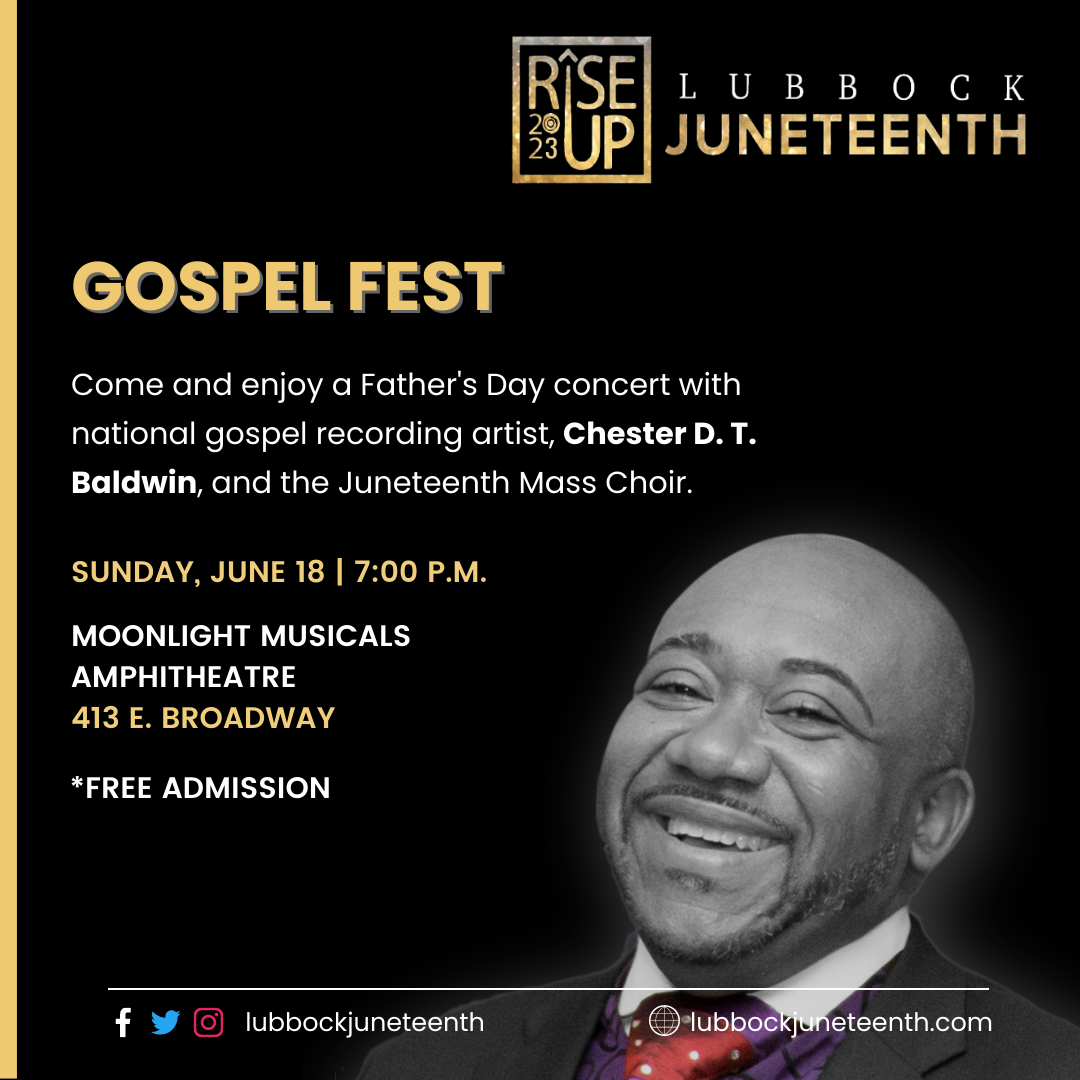 RISE
2023 UP
LUBBOCK
JUNETEENTH
GOSPEL FEST
Come and enjoy a Father's Day concert with
national gospel recording artist, Chester D. T.
Baldwin, and the Juneteenth Mass Choir.
SUNDAY, JUNE 18 | 7:00 P.M.
MOONLIGHT MUSICALS
AMPHITHEATRE
413 E. BROADWAY
*FREE ADMISSION
lubbockjuneteenth
lubbockjuneteenth.com